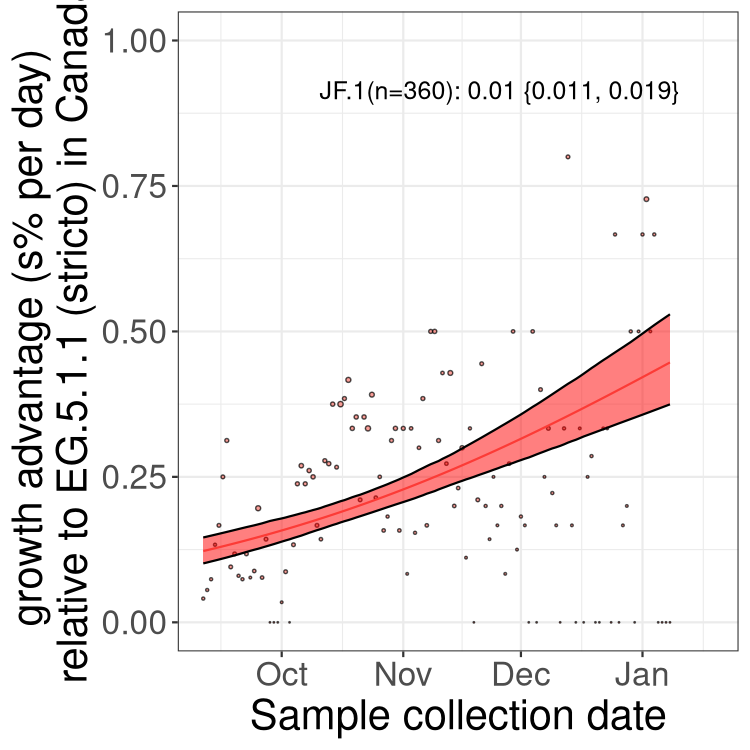 growth advantage (s% per day)
relative to EG.5.1.1 (stricto) in Canada
1.00
JF.1(n=360): 0.01 {0.011, 0.019}
0.75
0.50
0.25
0.00
Oct Nov Dec Jan
Sample collection date